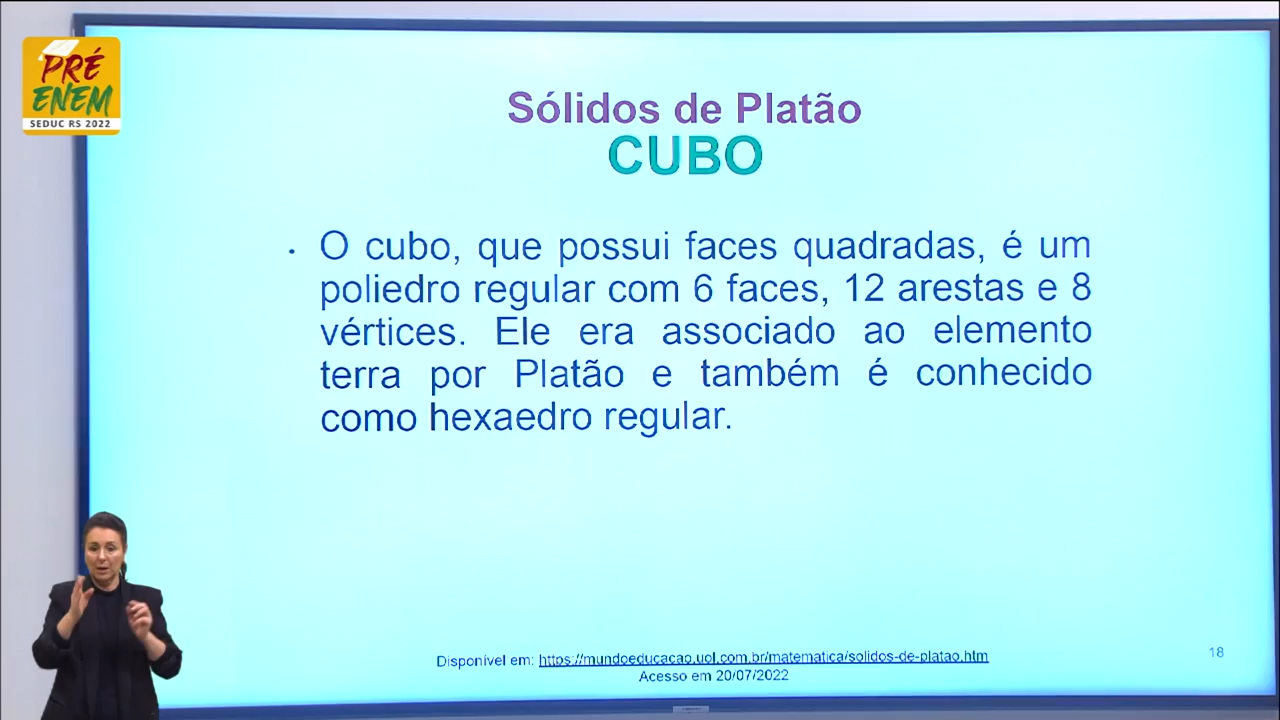 PRÉ
ENEM
SEDUC RS 2022
Sólidos de Platão
CUBO
· O cubo, que possui faces quadradas, é um
poliedro regular com 6 faces, 12 arestas e 8
vértices. Ele era associado ao elemento
terra por Platão e também é conhecido
como hexaedro regular.
Disponível em: https://mundoeducacao.uol.com.br/matematica/solidos-de-platao.htm
Acesso em 20/07/2022
18